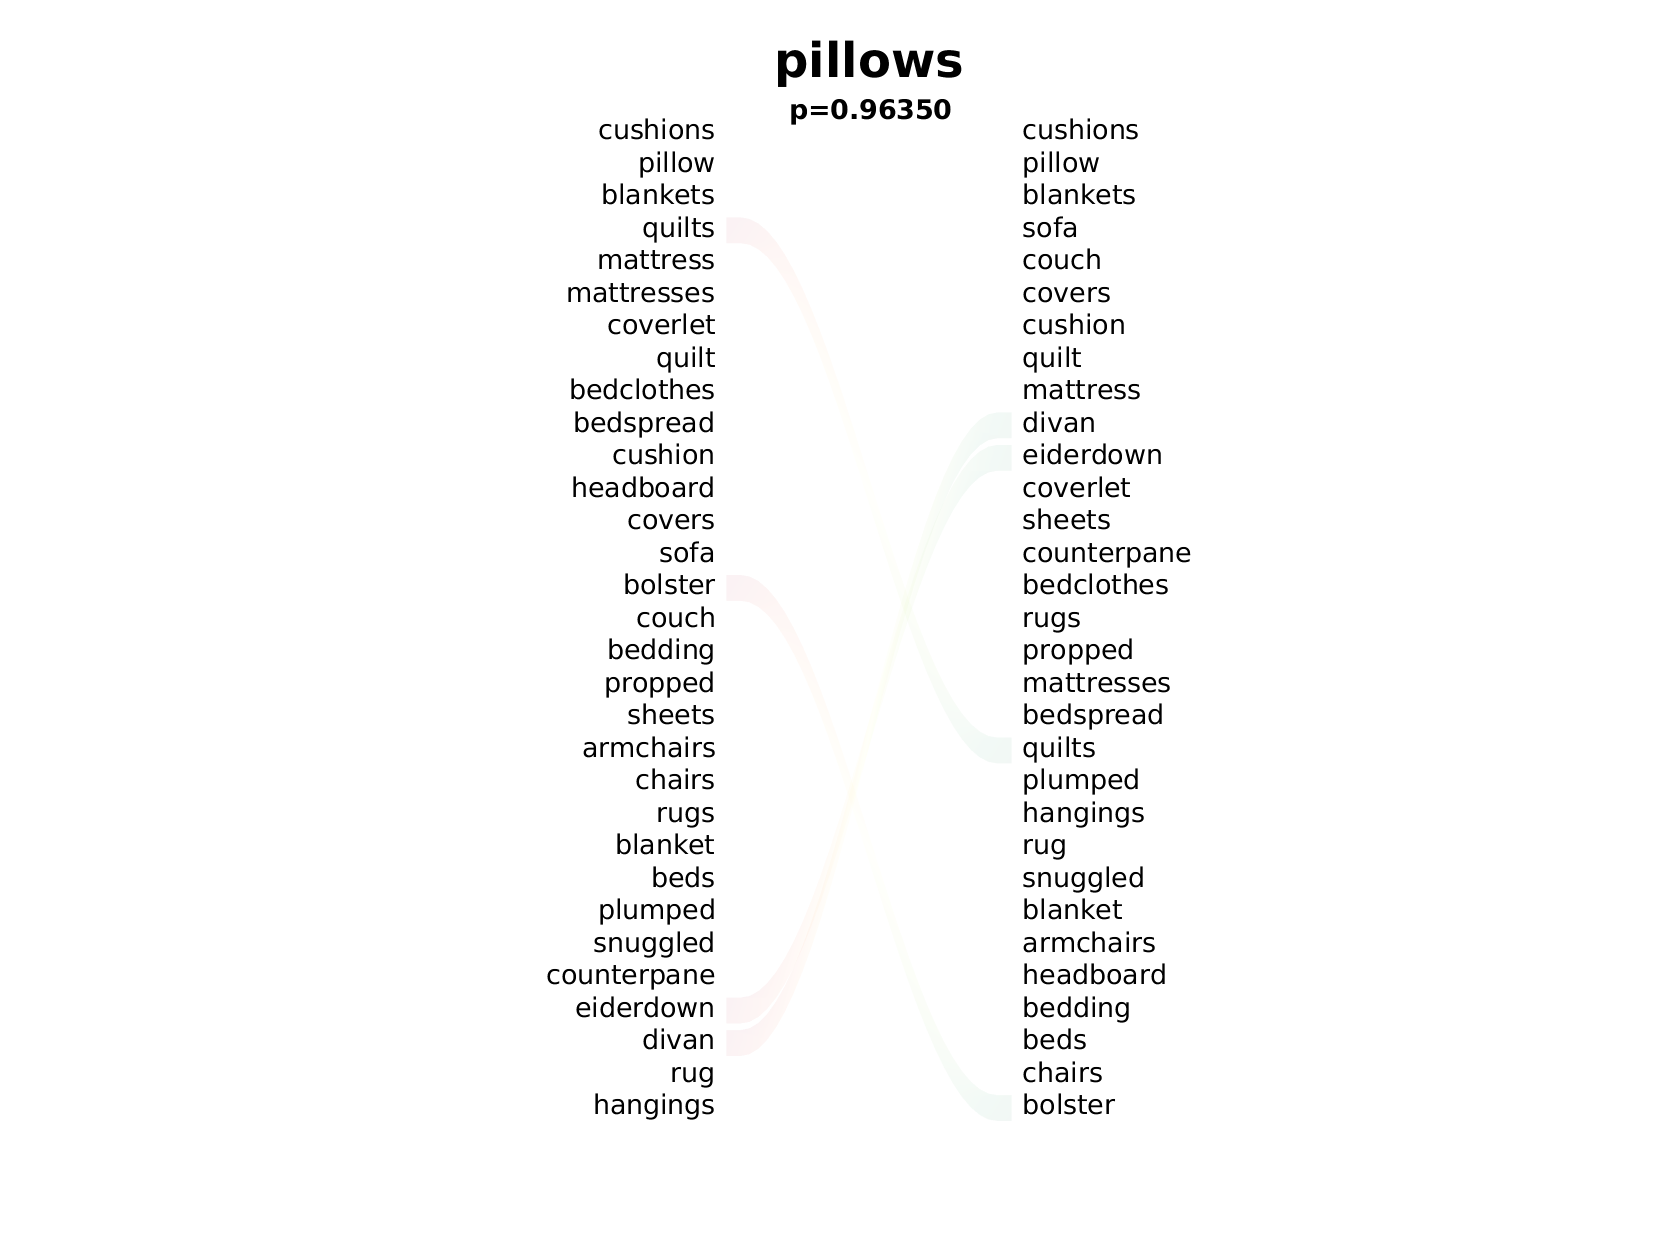 pillows
p=0.96350
cushions cushions
pillow pillow
blankets blankets
quilts sofa
mattress couch
mattresses covers
coverlet cushion
quilt quilt
bedclothes mattress
bedspread divan
cushion eiderdown
headboard coverlet
covers sheets
sofa counterpane
bolster bedclothes
couch rugs
bedding propped
propped mattresses
sheets bedspread
armchairs quilts
chairs plumped
rugs hangings
blanket rug
beds snuggled
plumped blanket
snuggled armchairs
counterpane headboard
eiderdown bedding
divan beds
rug chairs
hangings bolster